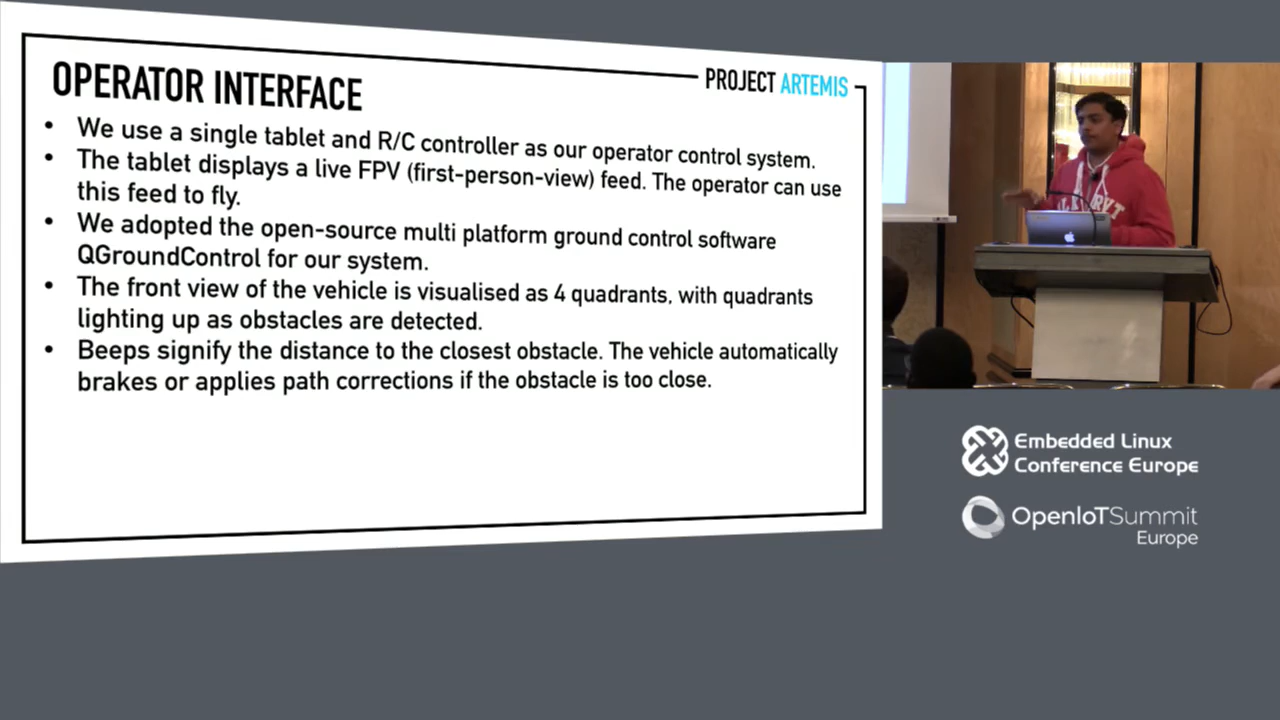 OPERATOR INTERFACE
PROJECT ARTEMIS
• We use a single tablet and R/C controller as our operator control system.
• The tablet displays a live FPV (first-person-view) feed. The operator can use
this feed to fly.
• We adopted the open-source multi platform ground control software
QGroundControl for our system.
• The front view of the vehicle is visualised as 4 quadrants, with quadrants
lighting up as obstacles are detected.
• Beeps signify the distance to the closest obstacle. The vehicle automatically
brakes or applies path corrections if the obstacle is too close.
Embedded Linux
Conference Europe
OpenIoTSummit
Europe